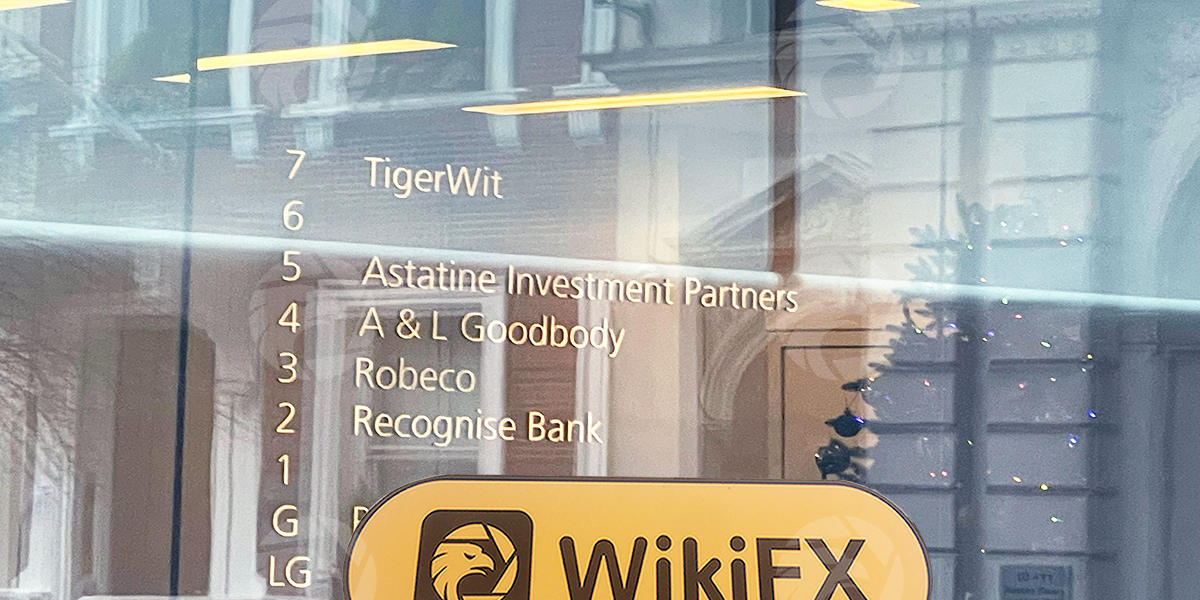 7 TigerWit
6
5 Astatine Investment Partners
4 A & L Goodbody
3 Robeco
2 Recognise Bank
1
G
LG
WikiFX